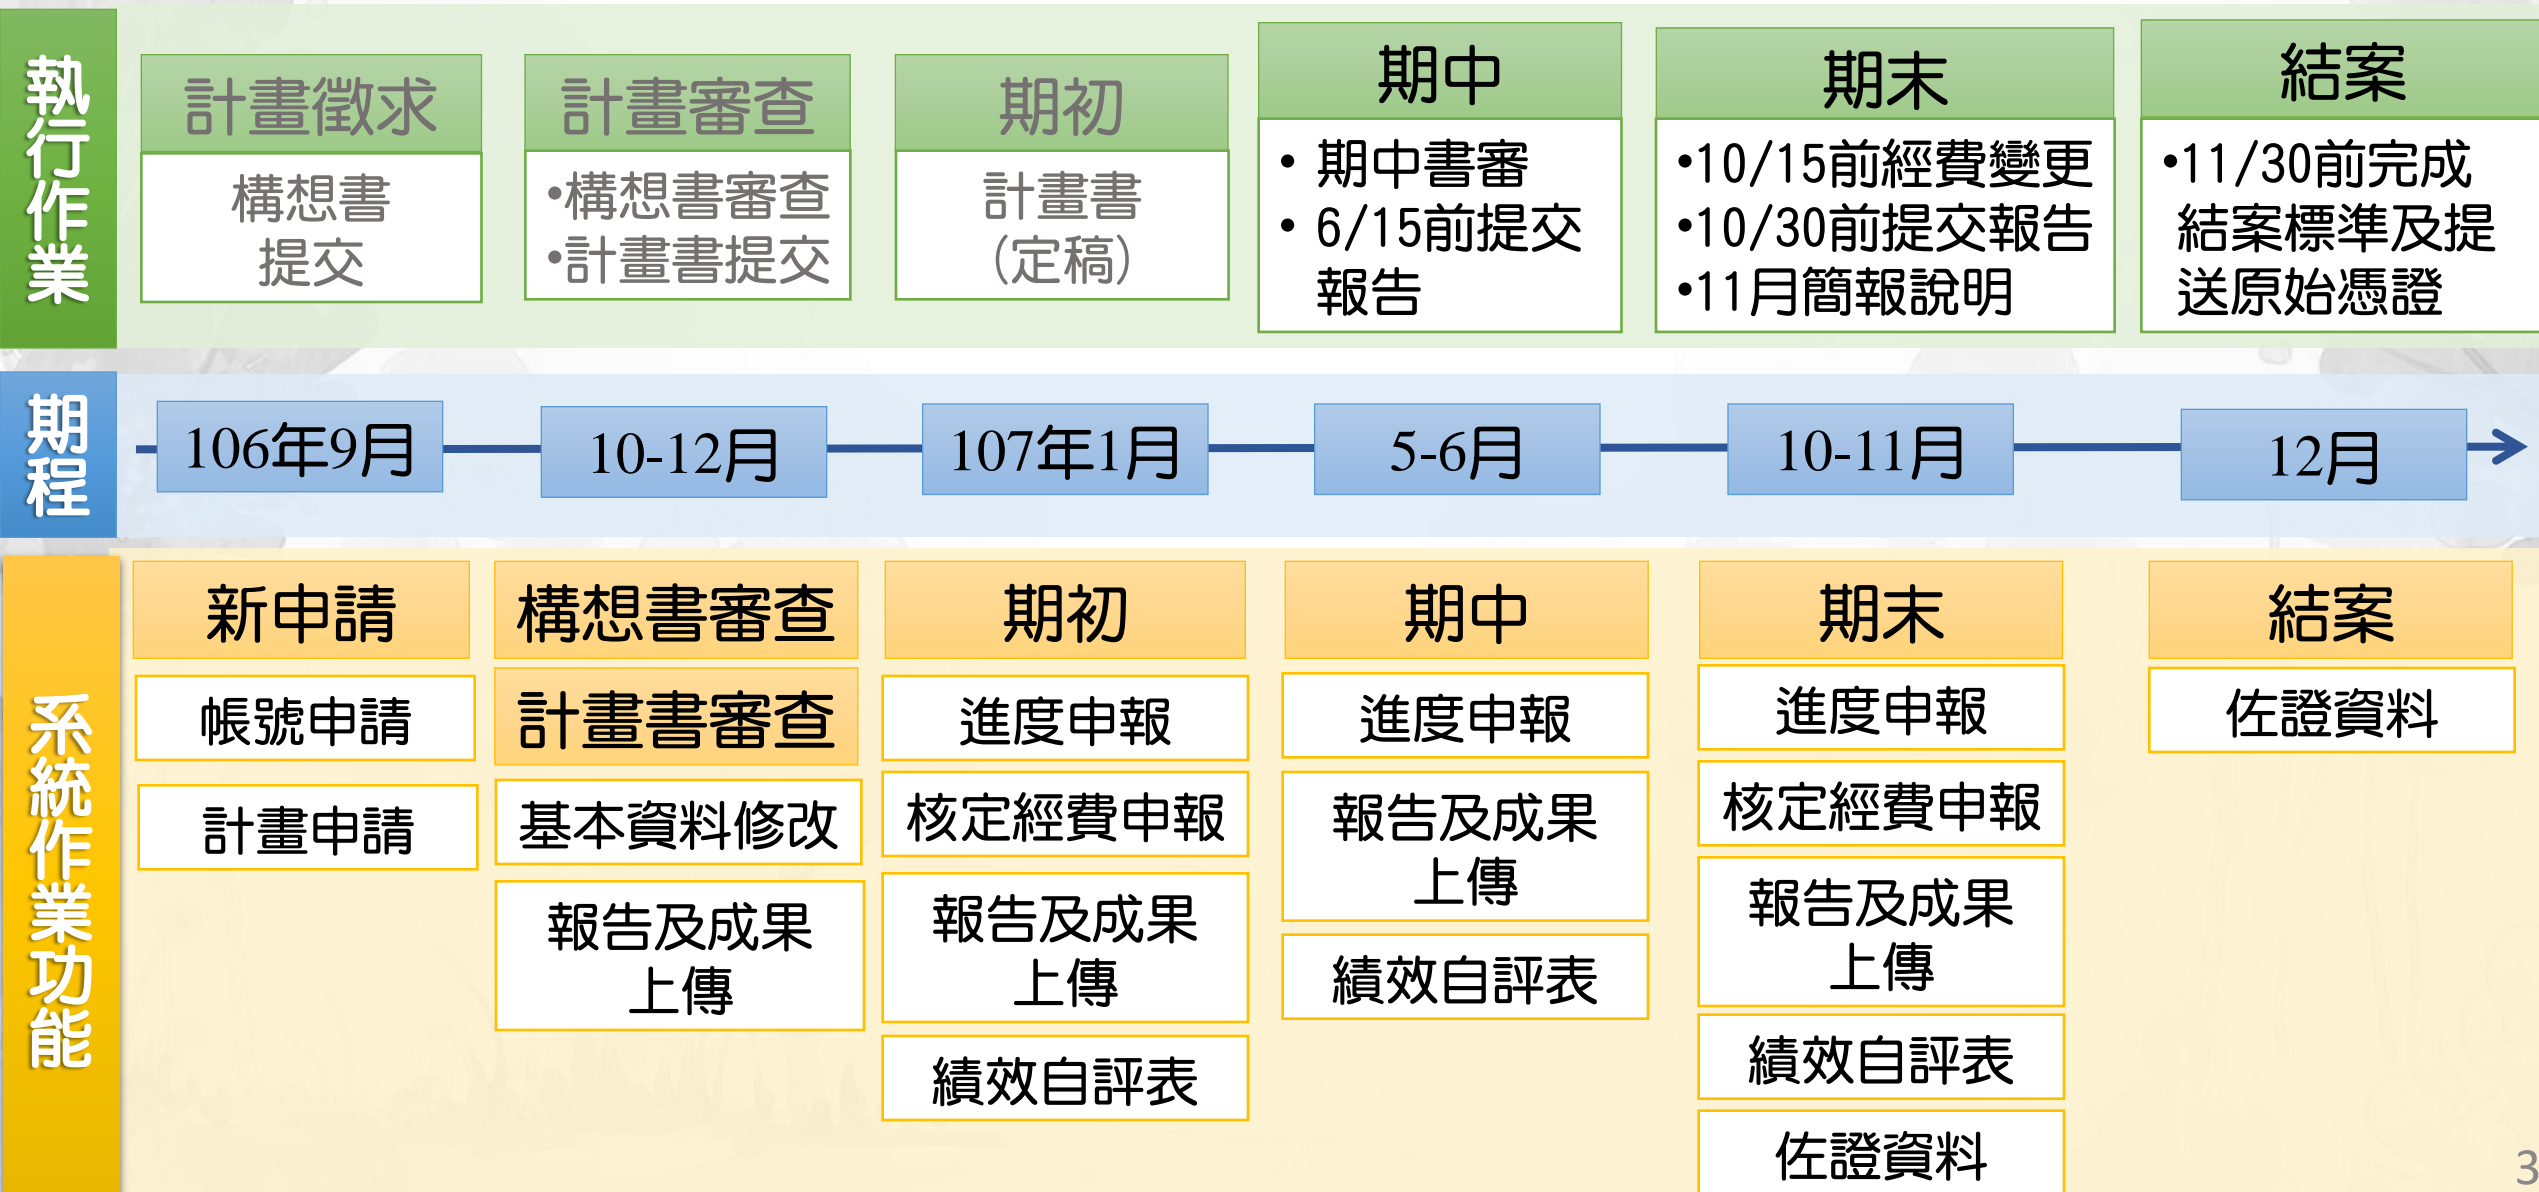 執行作業
計畫徵求
構想書
提交
計畫審查
•構想書審查
•計畫書提交
期初
計畫書
(定稿)
期中
• 期中書審
• 6/15前提交
報告
期末
•10/15前經費變更
•10/30前提交報告
•11月簡報說明
結案
•11/30前完成
結案標準及提
送原始憑證
期程
106年9月
10-12月
107年1月
5-6月
10-11月
12月
系統作業功能
新申請
帳號申請
計畫申請
構想書審查
計畫書審查
基本資料修改
報告及成果
上傳
期初
進度申報
核定經費申報
報告及成果
上傳
績效自評表
期中
進度申報
報告及成果
上傳
績效自評表
期末
進度申報
核定經費申報
報告及成果
上傳
績效自評表
佐證資料
結案
佐證資料
3